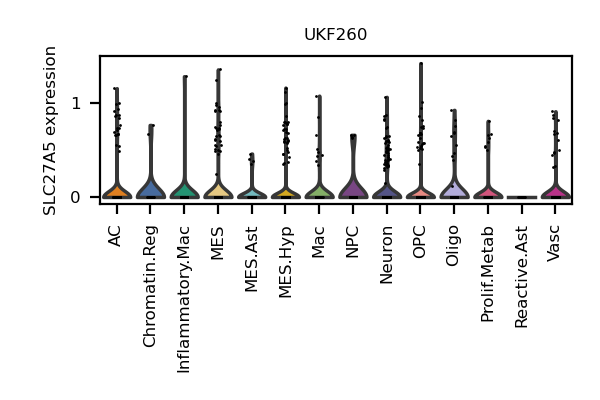 UKF260
SLC27A5 expression
1
0
AC
Chromatin.Reg
Inflammatory.Mac
MES
MES.Ast
MES.Hyp
Mac
NPC
Neuron
OPC
Oligo
Prolif.Metab
Reactive.Ast
Vasc